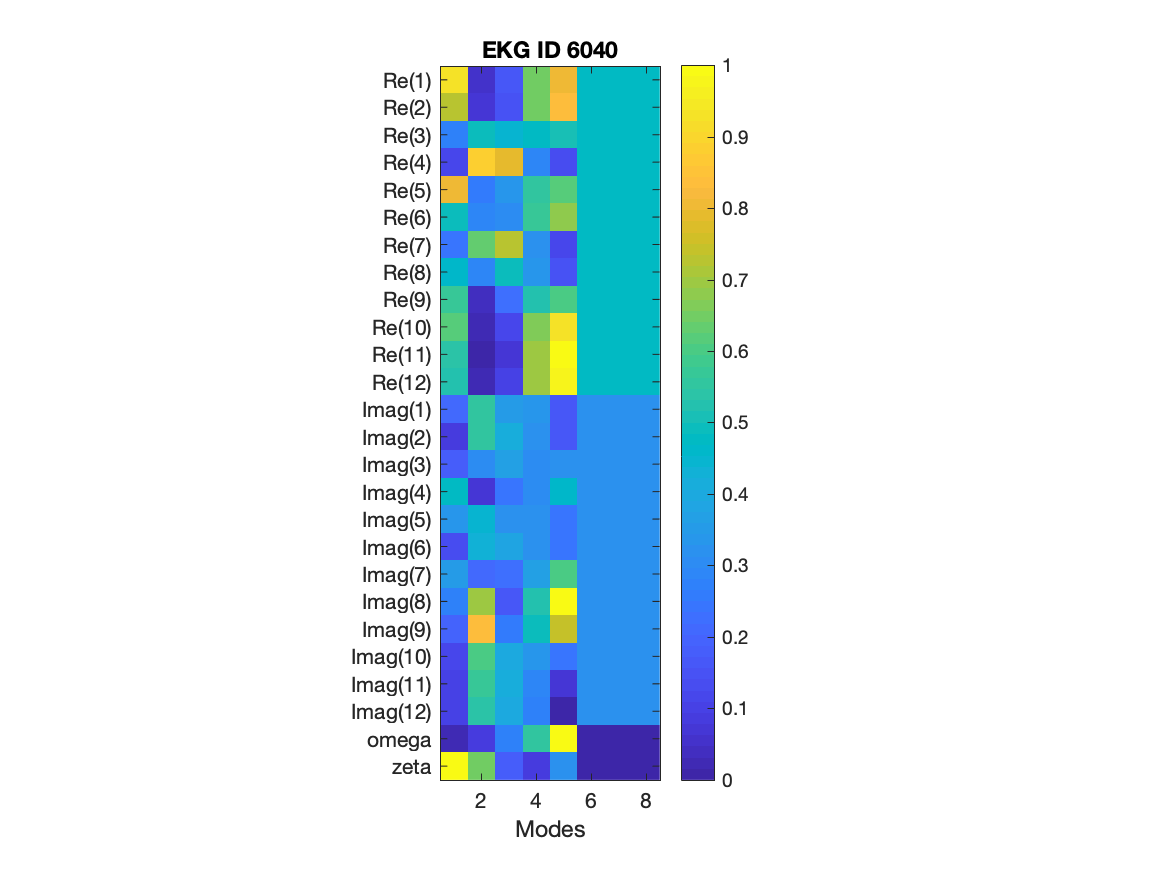 EKG ID 6040
Re(1)
Re(2)
Re(3)
Re(4)
Re(5)
Re(6)
Re(7)
Re(8)
Re(9)
Re(10)
Re(11)
Re(12)
Imag(1)
Imag(2)
Imag(3)
Imag(4)
Imag(5)
Imag(6)
Imag(7)
Imag(8)
Imag(9)
Imag(10)
Imag(11)
Imag(12)
omega
zeta
2 4 6 8
Modes
1
0.9
0.8
0.7
0.6
0.5
0.4
0.3
0.2
0.1
0